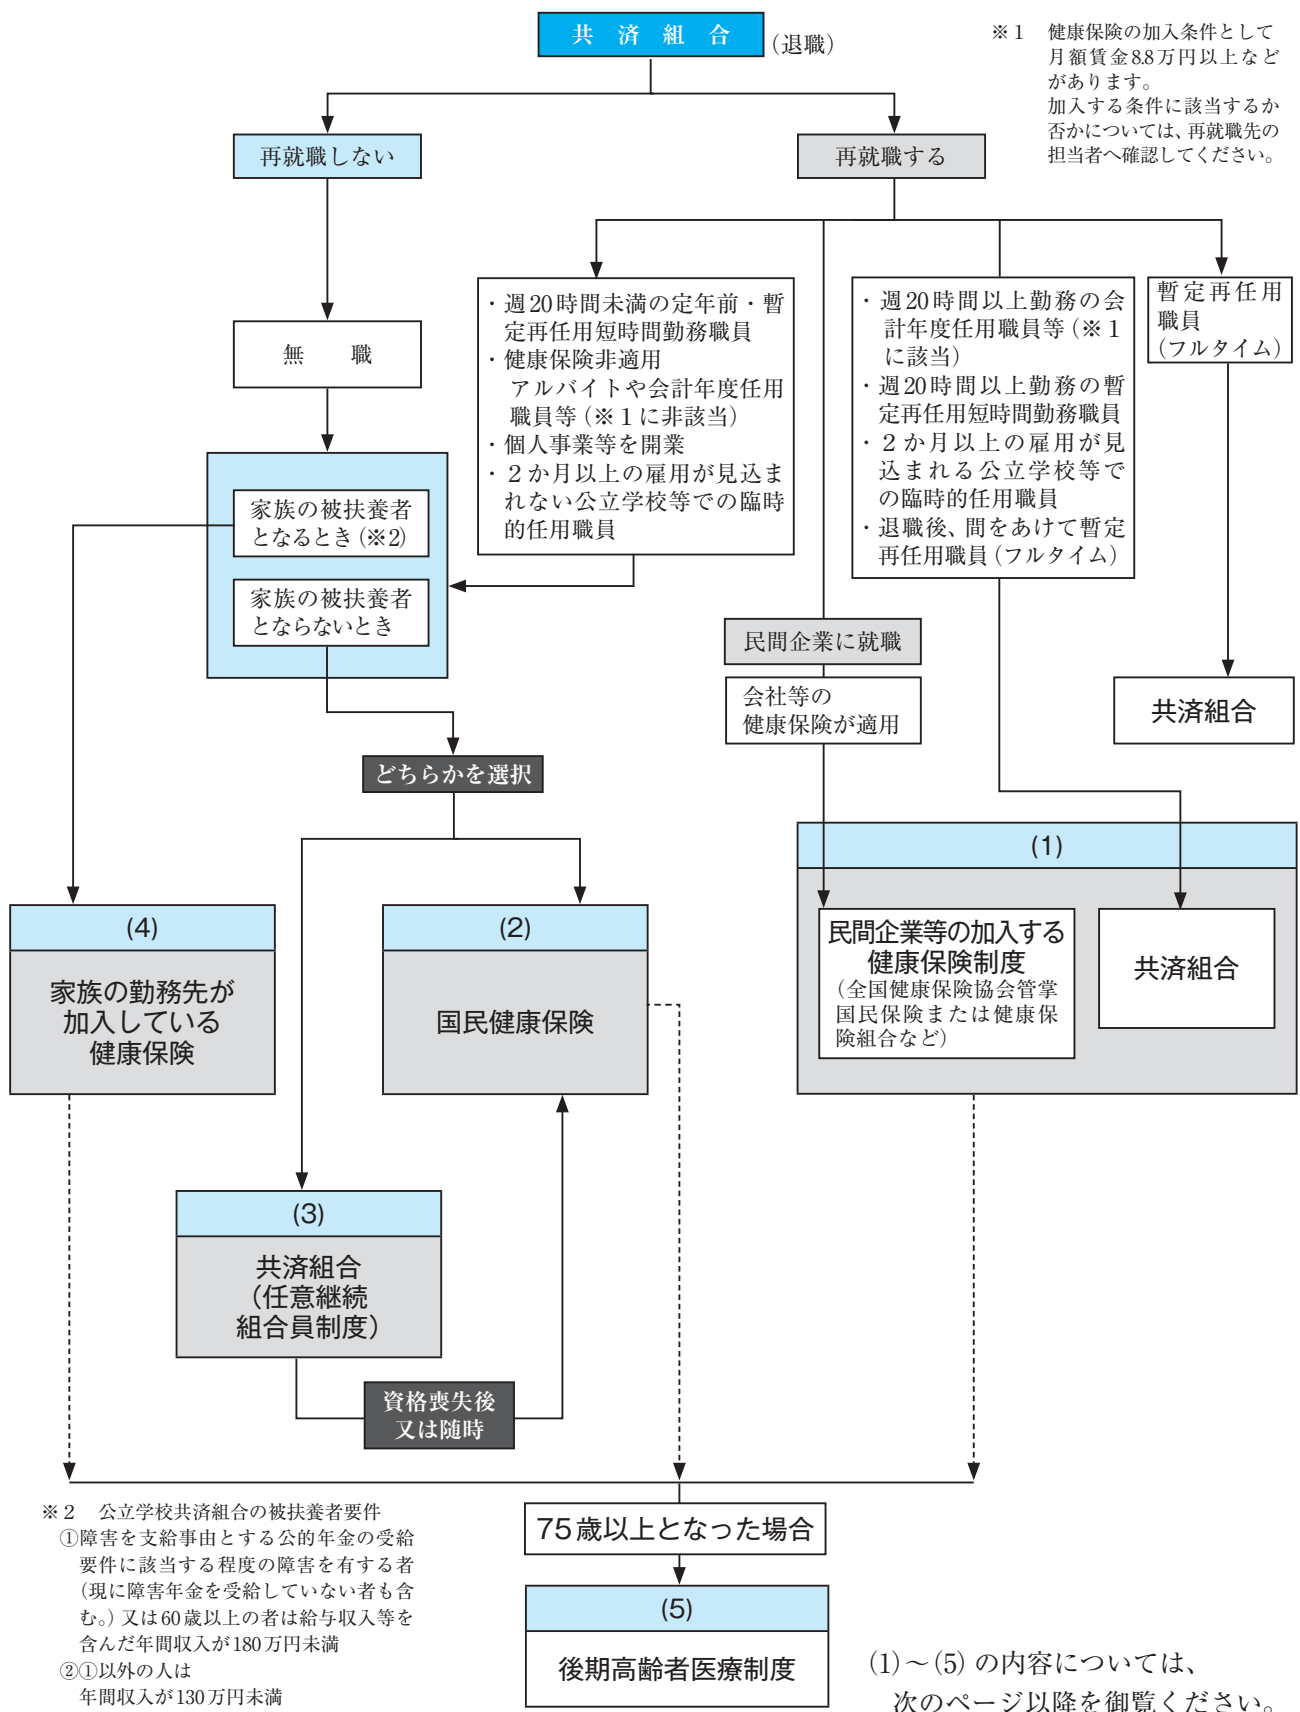 共済組合
(退職)
※１　健康保険の加入条件として
月額賃金8.8万円以上など
があります。
加入する条件に該当するか
否かについては、再就職先の
担当者へ確認してください。
再就職しない
再就職する
無　職
・週20時間未満の定年前・暫
定再任用短時間勤務職員
・健康保険非適用
アルバイトや会計年度任用
職員等（※１に非該当）
・個人事業等を開業
・２か月以上の雇用が見込ま
れない公立学校等での臨時
的任用職員
・週20時間以上勤務の会
計年度任用職員等（※１
に該当）
・週20時間以上勤務の暫
定再任用短時間勤務職員
・２か月以上の雇用が見
込まれる公立学校等で
の臨時的任用職員
・退職後、間をあけて暫定
再任用職員（フルタイム）
暫定再任用
職員
（フルタイム）
家族の被扶養者
となるとき（※2）
家族の被扶養者
とならないとき
民間企業に就職
会社等の
健康保険が適用
共済組合
どちらかを選択
(1)
民間企業等の加入する
健康保険制度
（全国健康保険協会管掌
国民保険または健康保
険組合など）
共済組合
(4)
家族の勤務先が
加入している
健康保険
(2)
国民健康保険
(3)
共済組合
（任意継続
組合員制度）
資格喪失後
又は随時
75歳以上となった場合
(5)
後期高齢者医療制度
※２　公立学校共済組合の被扶養者要件
①障害を支給事由とする公的年金の受給
要件に該当する程度の障害を有する者
（現に障害年金を受給していない者も含
む。）又は60歳以上の者は給与収入等を
含んだ年間収入が180万円未満
②①以外の人は
年間収入が130万円未満
(1)～(5)の内容については、
次のページ以降を御覧ください。